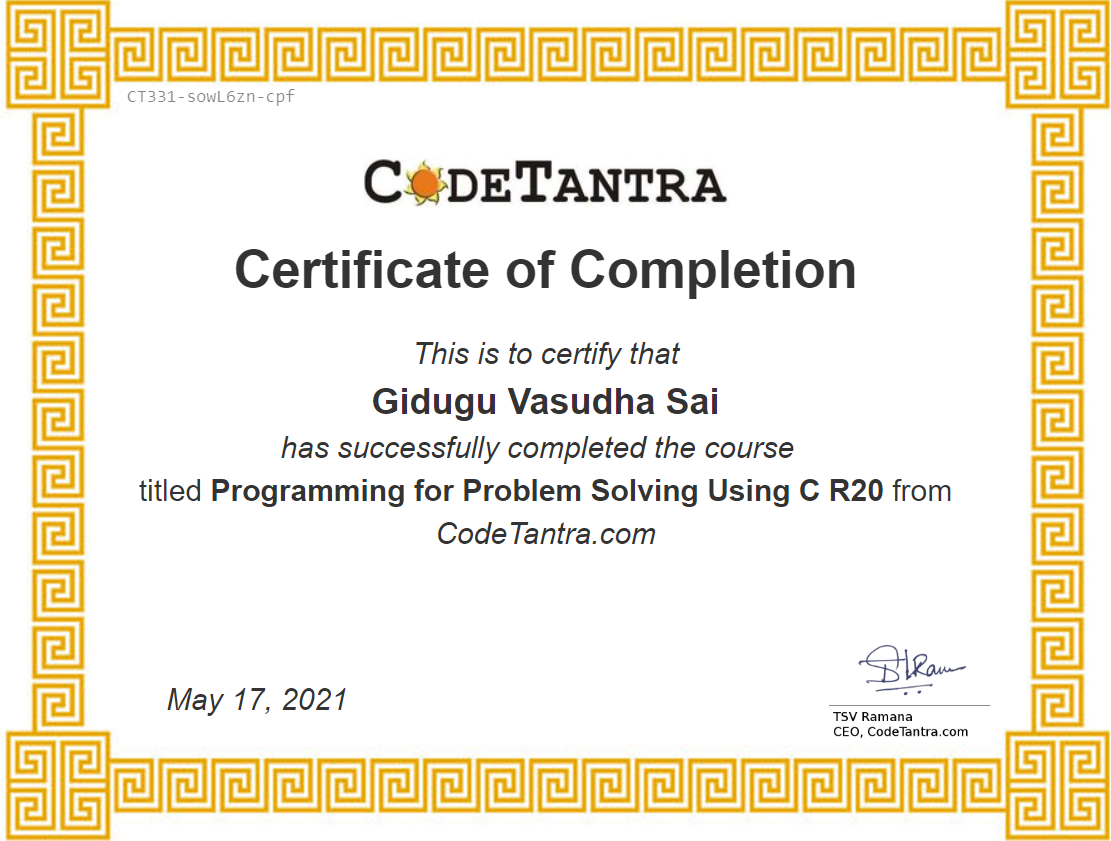 CT331-sowL6zn-cpf
CODETANTRA
Certificate of Completion
This is to certify that
Gidugu Vasudha Sai
has successfully completed the course
titled Programming for Problem Solving Using C R20 from
CodeTantra.com
May 17, 2021
TSV Ramana
CEO, CodeTantra.com